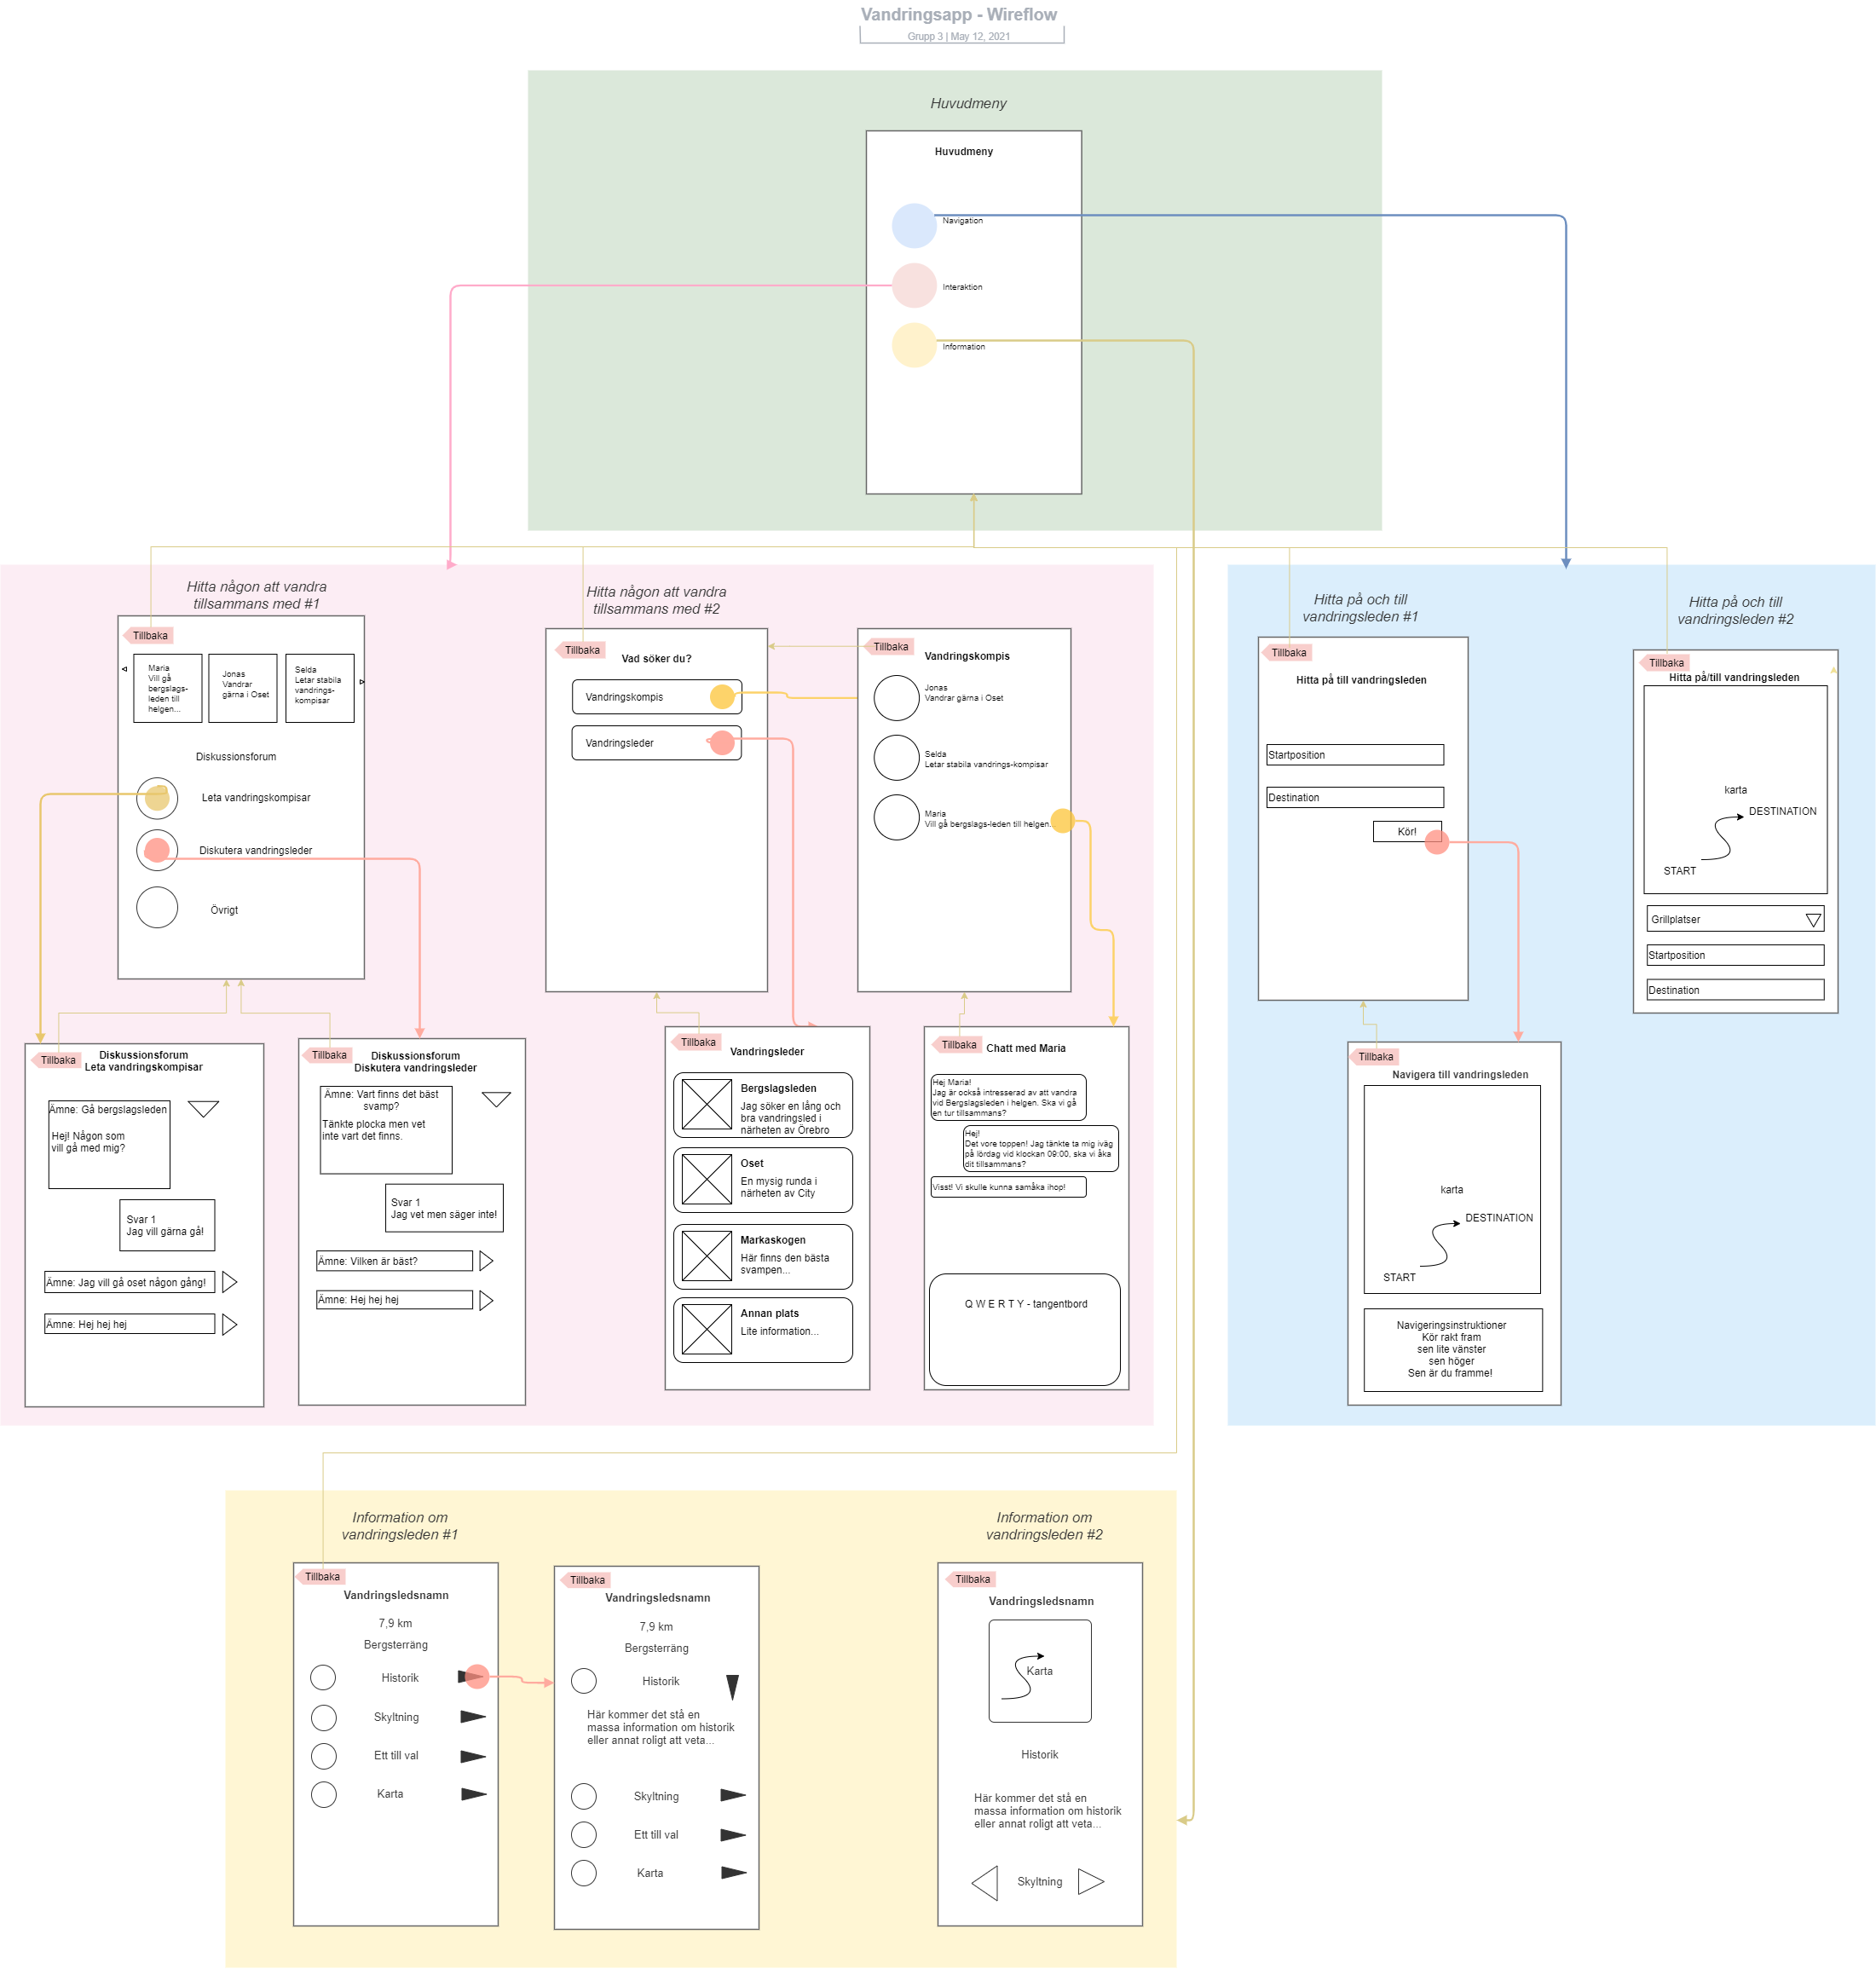 Vandringsapp - Wireflow
Grupp 3 | May 12, 2021
Huvudmeny
Huvudmeny
Navigation
Interaktion
Information
Hitta någon att vandra
tillsammans med #1
Tillbaka
Maria
Vill gå
bergslags-
leden till
helgen...
Jonas
Vandrar
gärna i Oset
Selda
Letar stabila
vandrings-
kompisar
Diskussionsforum
Leta vandringskompisar
Diskutera vandringsleder
Övrigt
Hitta någon att vandra
tillsammans med #2
Tillbaka
Vad söker du?
Vandringskompis
Vandringsleder
Tillbaka
Vandringskompis
Jonas
Vandrar gärna i Oset
Selda
Letar stabila vandrings-kompisar
Maria
Vill gå bergslags-leden till helgen...
Hitta på och till
vandringsleden #1
Tillbaka
Hitta på till vandringsleden
Startposition
Destination
Kör!
Hitta på och till
vandringsleden #2
Tillbaka
Hitta på/till vandringsleden
karta
DESTINATION
START
Grillplatser
Startposition
Destination
Tillbaka
Diskussionsforum
Leta vandringskompisar
Ämne: Gå bergslagsleden
Hej! Någon som
vill gå med mig?
Svar 1
Jag vill gärna gå!
Ämne: Jag vill gå oset någon gång!
Ämne: Hej hej hej
Tillbaka
Diskussionsforum
Diskutera vandringsleder
Ämne: Vart finns det bäst
svamp?
Tänkte plocka men vet
inte vart det finns.
Svar 1
Jag vet men säger inte!
Ämne: Vilken är bäst?
Ämne: Hej hej hej
Tillbaka
Vandringsleder
Bergslagsleden
Jag söker en lång och
bra vandringsled i
närheten av Örebro
Oset
En mysig runda i
närheten av City
Markaskogen
Här finns den bästa
svampen...
Annan plats
Lite information...
Tillbaka
Chatt med Maria
Hej Maria!
Jag är också intresserad av att vandra
vid Bergslagsleden i helgen. Ska vi gå
en tur tillsammans?
Hej!
Det vore toppen! Jag tänkte ta mig iväg
på lördag vid klockan 09:00, ska vi åka
dit tillsammans?
Visst! Vi skulle kunna samåka ihop!
Q W E R T Y - tangentbord
Tillbaka
Navigera till vandringsleden
karta
DESTINATION
START
Navigeringsinstruktioner
Kör rakt fram
sen lite vänster
sen höger
Sen är du framme!
Information om
vandringsleden #1
Tillbaka
Vandringsledsnamn
7,9 km
Bergsterräng
Historik
Skyltning
Ett till val
Karta
Tillbaka
Vandringsledsnamn
7,9 km
Bergsterräng
Historik
Här kommer det stå en
massa information om historik
eller annat roligt att veta...
Skyltning
Ett till val
Karta
Information om
vandringsleden #2
Tillbaka
Vandringsledsnamn
Karta
Historik
Här kommer det stå en
massa information om historik
eller annat roligt att veta...
Skyltning